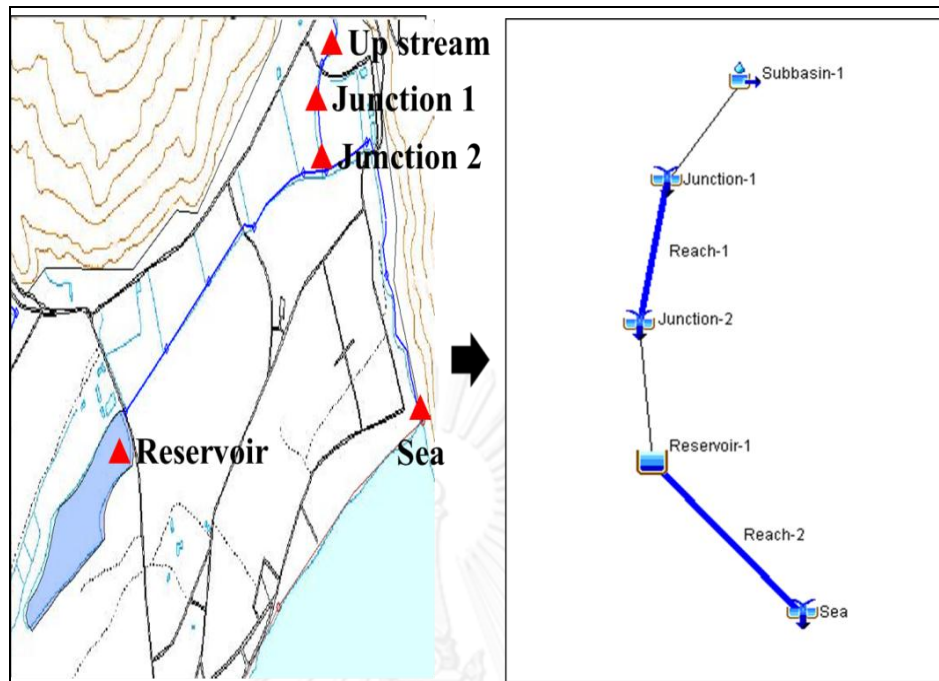 Up stream
Junction 1
Junction 2
Reservoir
Sea
Subbasin-1
Junction-1
Reach-1
Junction-2
Reservoir-1
Reach-2
Sea